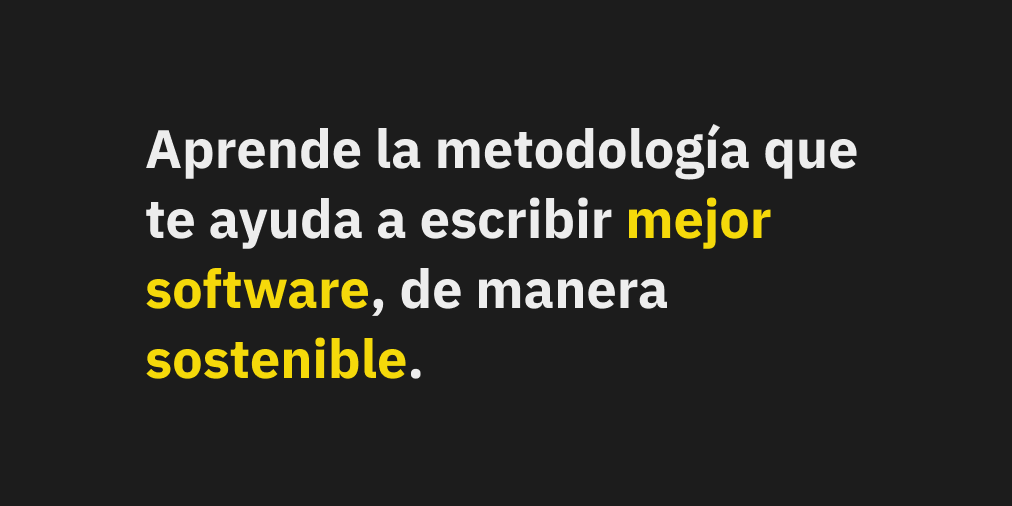 Aprende la metodología que
te ayuda a escribir mejor
software, de manera
sostenible.